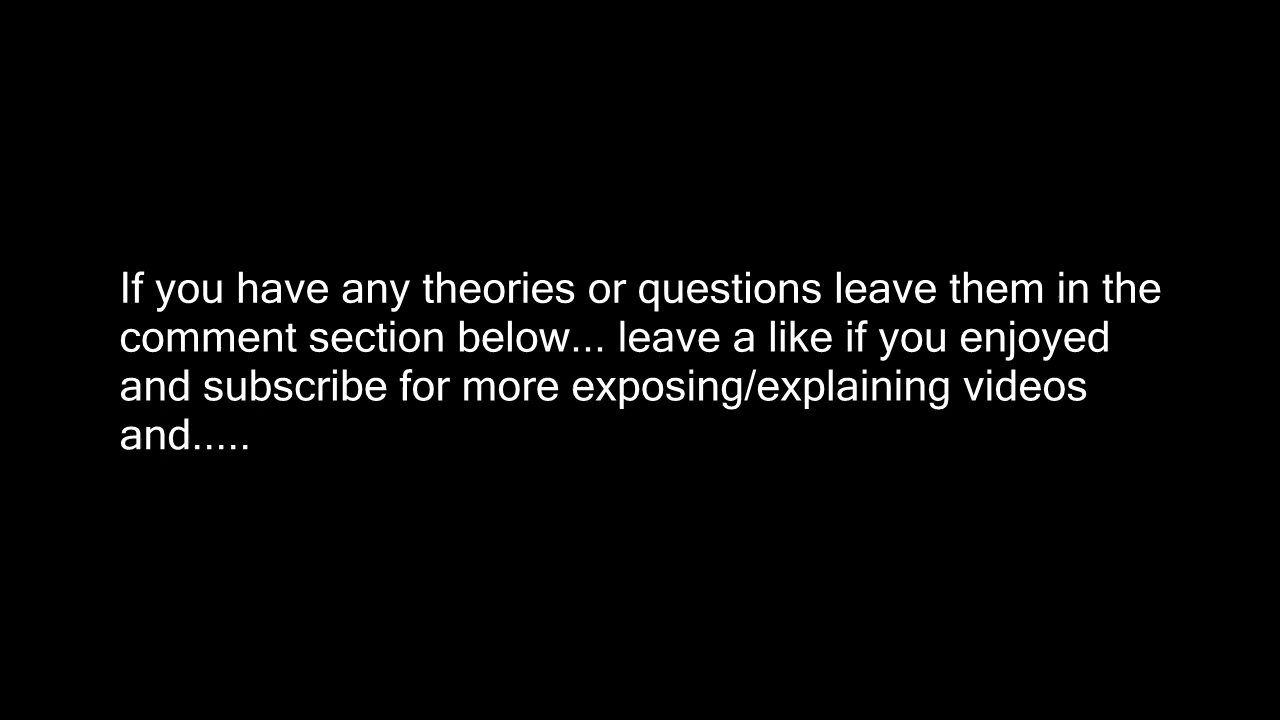 If you have any theories or questions leave them in the
comment section below... leave a like if you enjoyed
and subscribe for more exposing/explaining videos
and.....